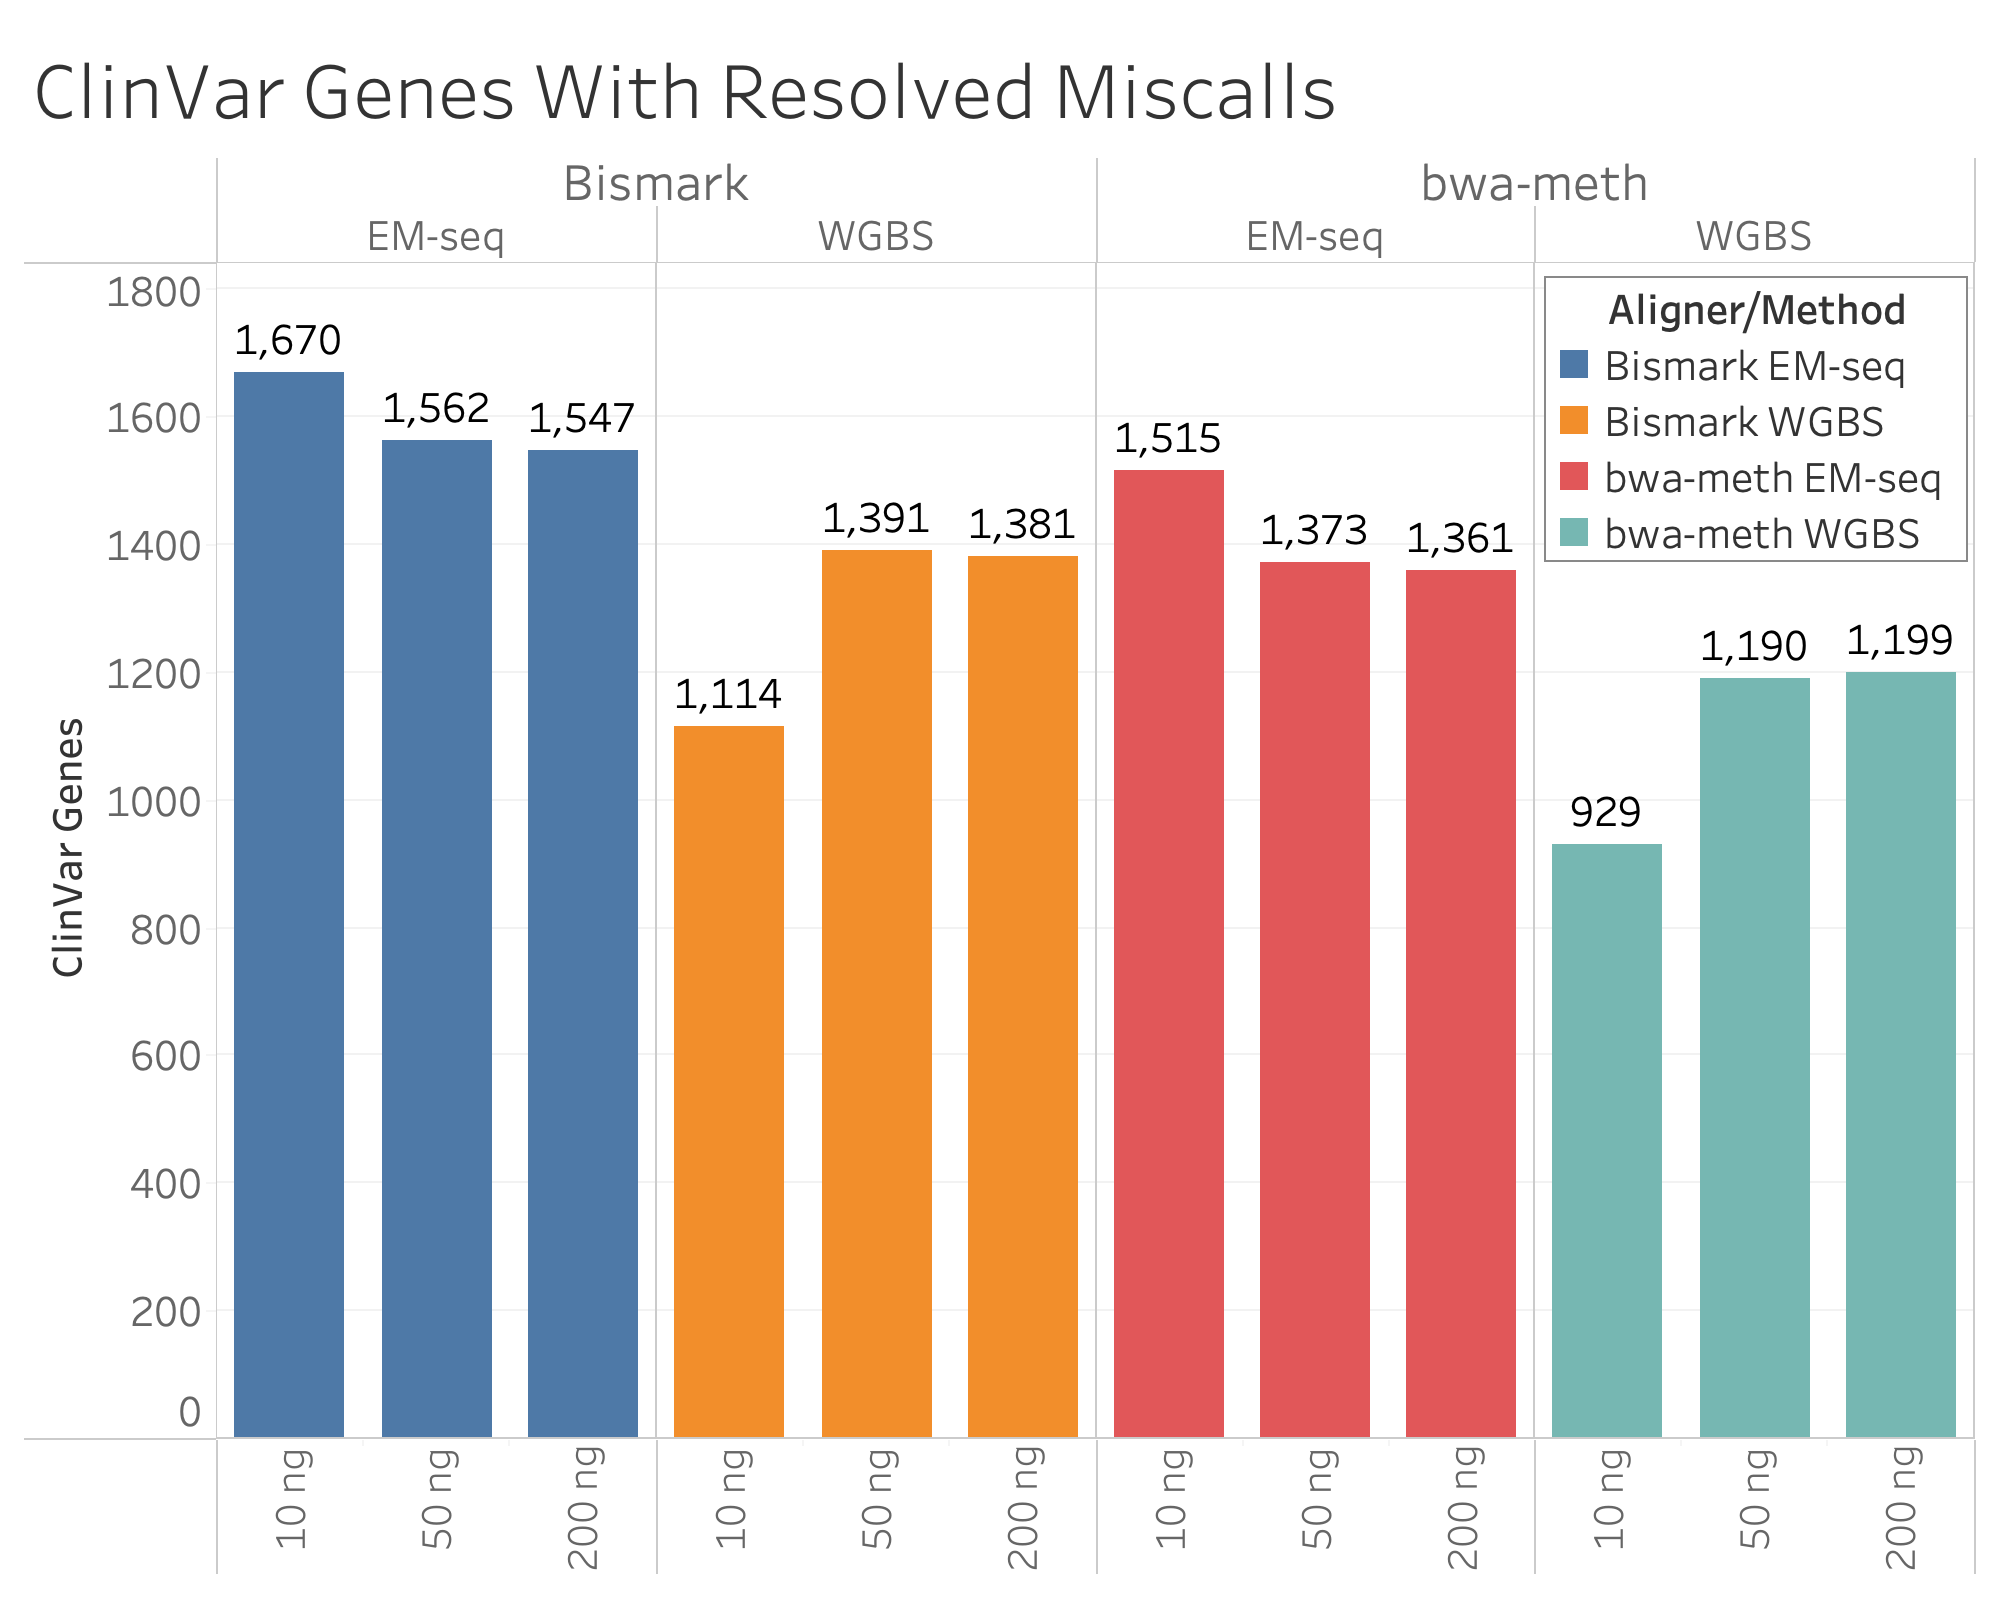 ClinVar Genes With Resolved Miscalls
Bismark bwa-meth
EM-seq WGBS EM-seq WGBS
Aligner/Method
Bismark EM-seq
Bismark WGBS
bwa-meth EM-seq
bwa-meth WGBS
ClinVar Genes
1800
1600
1400
1200
1000
800
600
400
200
0
1,670 1,562 1,547 1,114 1,391 1,381 1,515 1,373 1,361 929 1,190 1,199
10 ng 50 ng 200 ng 10 ng 50 ng 200 ng 10 ng 50 ng 200 ng 10 ng 50 ng 200 ng